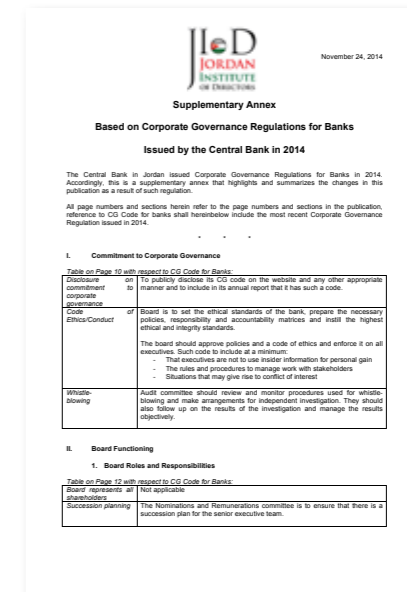 JIoD
JORDAN
INSTITUTE
OF DIRECTORS
November 24, 2014
Supplementary Annex
Based on Corporate Governance Regulations for Banks
Issued by the Central Bank in 2014
The Central Bank in Jordan issued Corporate Governance Regulations for Banks in 2014.
Accordingly, this is a supplementary annex that highlights and summarizes the changes in this
publication as a result of such regulation.
All page numbers and sections herein refer to the page numbers and sections in the publication,
reference to CG Code for banks shall hereinbelow include the most recent Corporate Governance
Regulation issued in 2014.
* * *
I. Commitment to Corporate Governance
Table on Page 10 with respect to CG Code for Banks:
Disclosure on
commitment to
corporate
governance
To publicly disclose its CG code on the website and any other appropriate
manner and to include in its annual report that it has such a code.
Code of
Ethics/Conduct
Board is to set the ethical standards of the bank, prepare the necessary
policies, responsibility and accountability matrices and instill the highest
ethical and integrity standards.
The board should approve policies and a code of ethics and enforce it on all
executives. Such code to include at a minimum:
- That executives are not to use insider information for personal gain
- The rules and procedures to manage work with stakeholders
- Situations that may give rise to conflict of interest
Whistle-
blowing
Audit committee should review and monitor procedures used for whistle-
blowing and make arrangements for independent investigation. They should
also follow up on the results of the investigation and manage the results
objectively.
II. Board Functioning
1. Board Roles and Responsibilities
Table on Page 12 with respect to CG Code for Banks:
Board represents all
shareholders
Not applicable
Succession planning
The Nominations and Remunerations committee is to ensure that there is a
succession plan for the senior executive team.